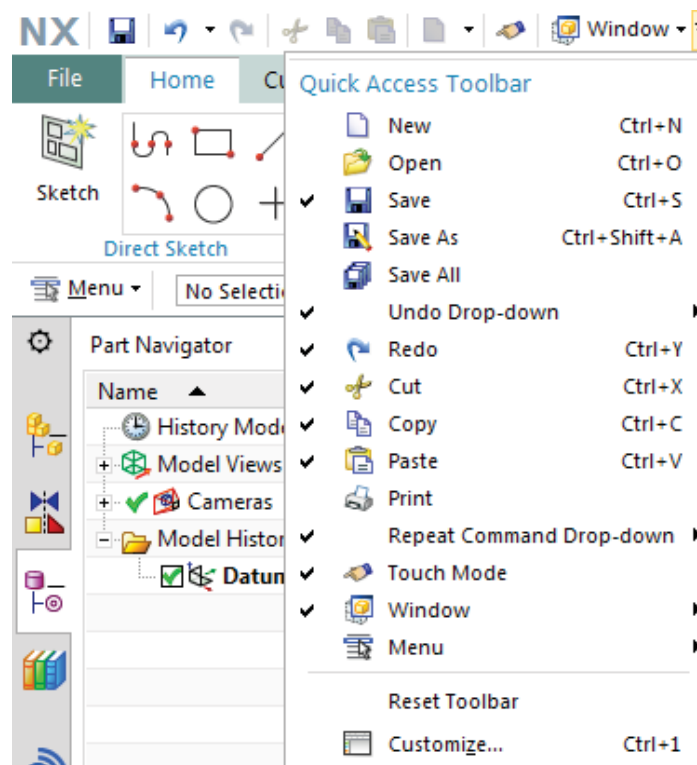 NX Window
File Home Cu
Quick Access Toolbar
New Ctrl+N
Open Ctrl+O
Save Ctrl+S
Save As Ctrl+Shift+A
Save All
Undo Drop-down
Redo Ctrl+Y
Cut Ctrl+X
Copy Ctrl+C
Paste Ctrl+V
Print
Repeat Command Drop-down
Touch Mode
Window
Menu
Reset Toolbar
Customize... Ctrl+1
Sketch
Direct Sketch
Menu No Selecti
Part Navigator
Name
History Mod
Model Views
Cameras
Model Histor
Datun